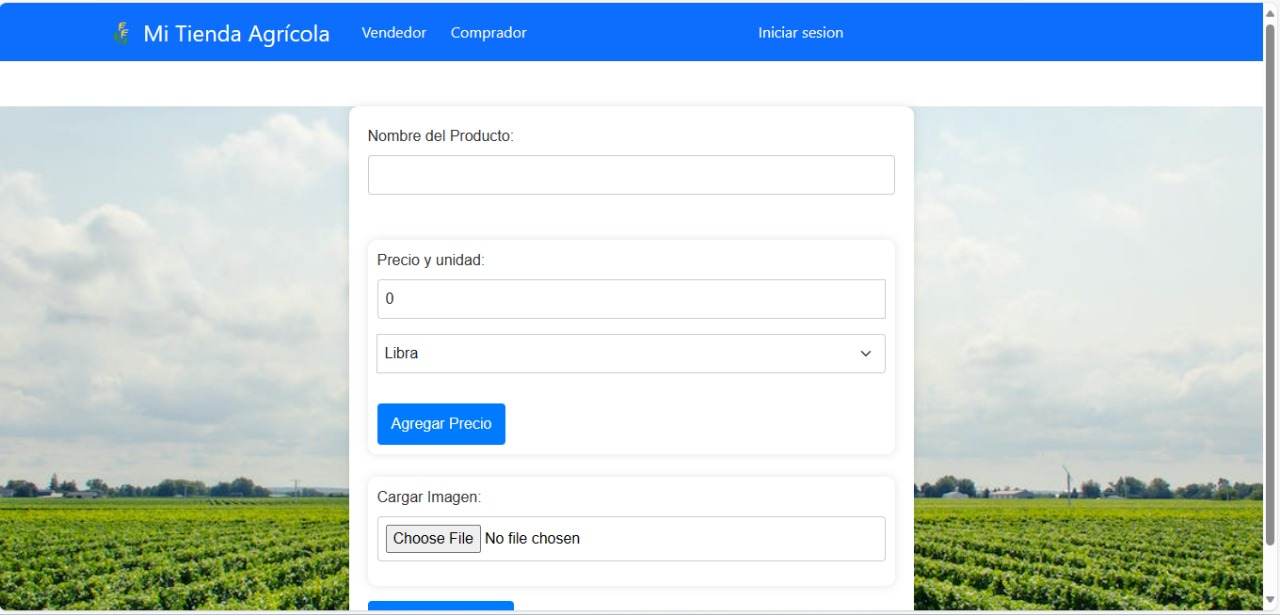 Mi Tienda Agrícola Vendedor Comprador Iniciar sesion
Nombre del Producto:
Precio y unidad:
0
Libra
Agregar Precio
Cargar Imagen:
Choose File No file chosen